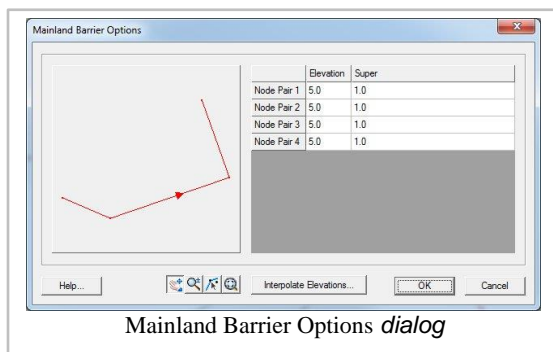 Mainland Barrier Options
Elevation Super
Node Pair 1 5.0 1.0
Node Pair 2 5.0 1.0
Node Pair 3 5.0 1.0
Node Pair 4 5.0 1.0
Help... Interpolate Elevations... OK Cancel
Mainland Barrier Options dialog